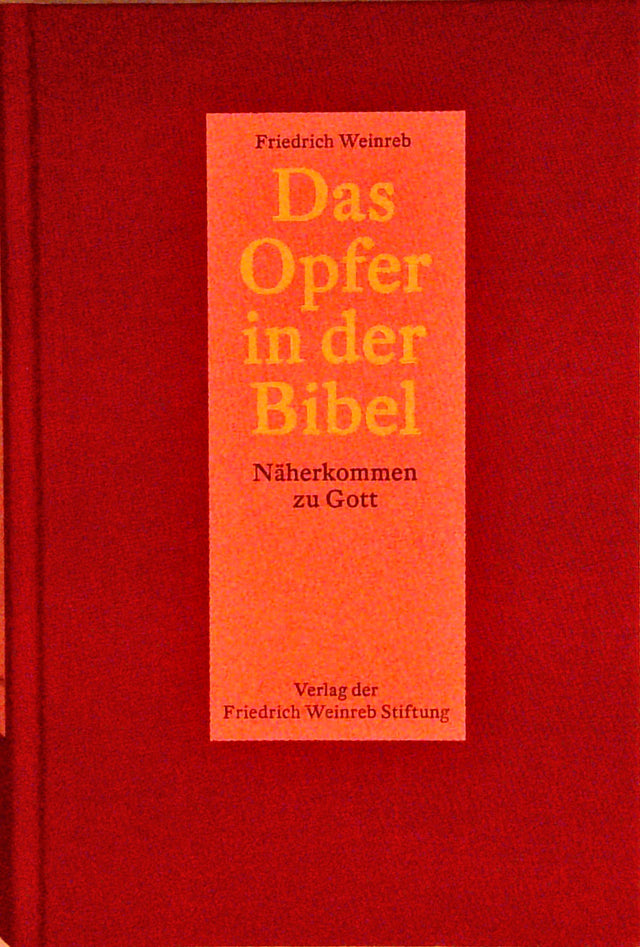 Friedrich Weinreb
Das
Opfer
in der
Bibel
Näherkommen
zu Gott
Verlag der
Friedrich Weinreb Stiftung